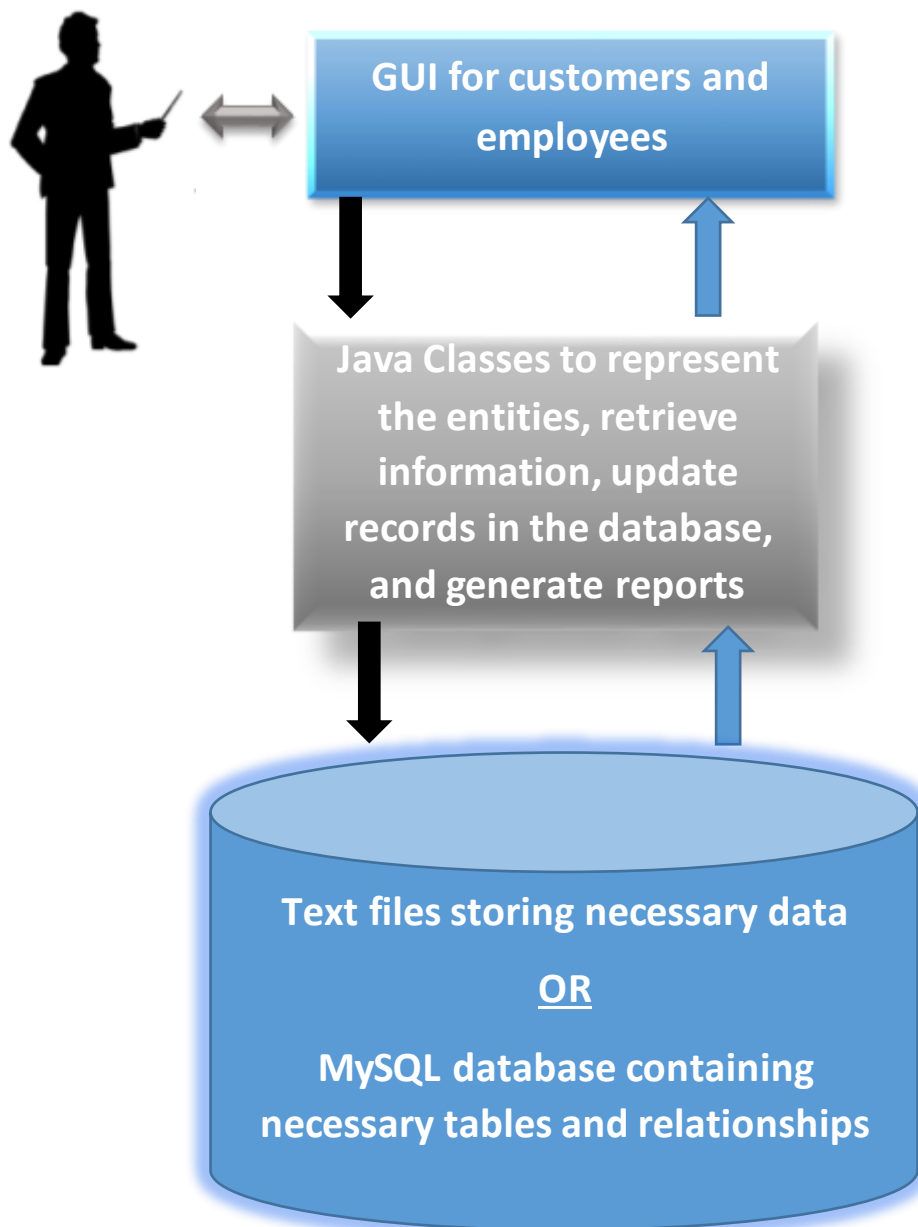 GUI for customers and
employees
Java Classes to represent
the entities, retrieve
information, update
records in the database,
and generate reports
Text files storing necessary data
OR
MySQL database containing
necessary tables and relationships